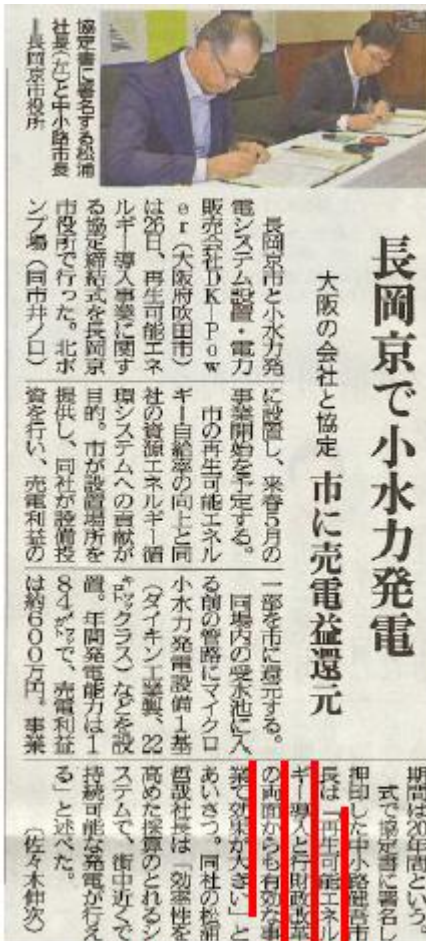 長岡京で小水力発電
大阪の会社と協定 市に売電益還元
協定書に署名する松浦
社長(左)と中小路市長
ー長岡京市役所
長岡京市と小水力発
電システム設置・電力
販売会社DK-Pow
er(大阪府吹田市)
は26日、再生可能エネ
ルギー導入事業に関す
る協定締結式を長岡京
市役所で行った。北ポ
ンプ場(同市井ノ口)
に設置し、来春5月の
事業開始を予定する。
市の再生可能エネル
ギー自給率の向上と同
社の資源エネルギー循
環システムへの貢献が
目的。市が設置場所を
提供し、同社が設備投
資を行い、売電利益の
一部を市に還元する。
同場内の受水池に入
る前の管路にマイクロ
小水力発電設備1基
(ダイキン工業製、22
キロワットクラス)などを設
置。年間発電能力は1
84メガワットで、売電利益
は約600万円。事業
期間は20年間という。
式で協定書に署名し
押印した中小路健吾市
長は「再生可能エネル
ギー導入と行財政改革
の両面からも有効な事
業で効果が大きい」と
あいさつ。同社の松浦
哲哉社長は「効率性を
高めた採算のとれるシ
ステムで、街中近くで
持続可能な発電が行え
る」と述べた。
(佐々木伸次)